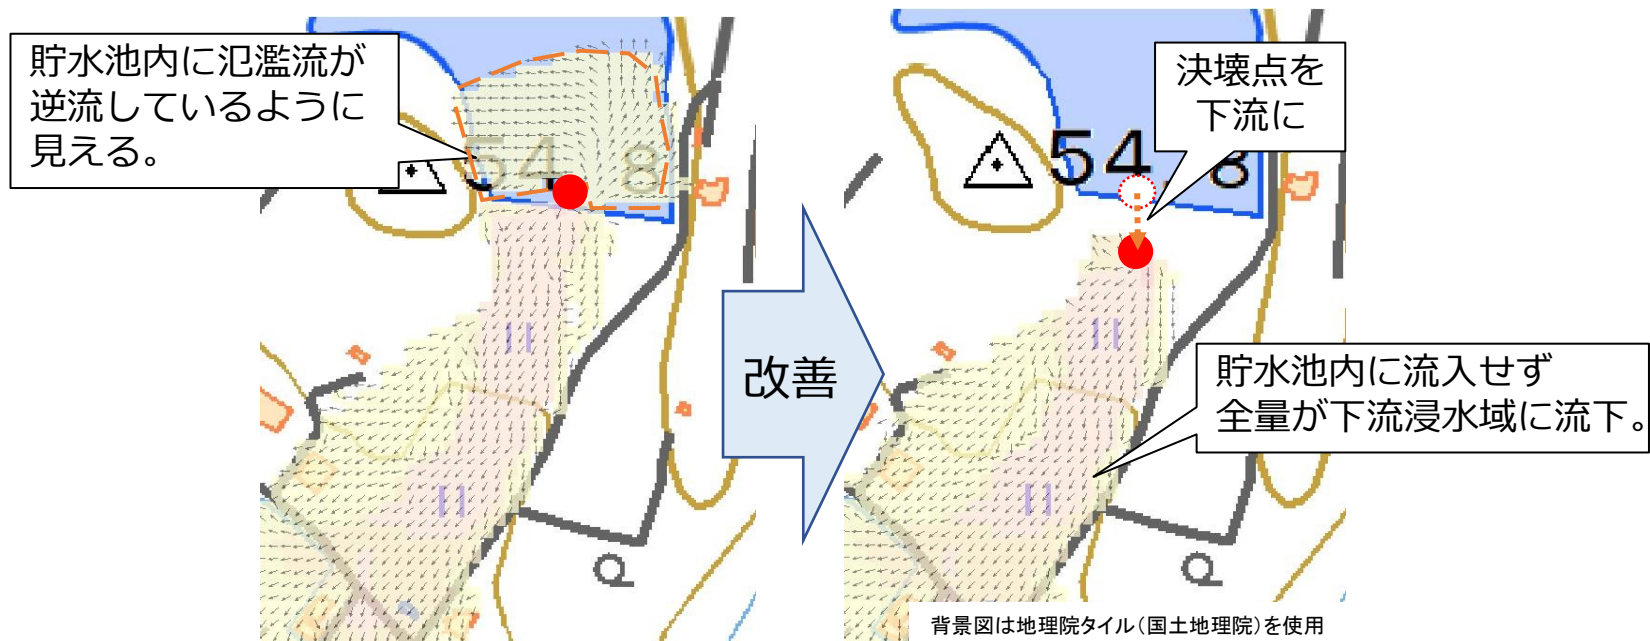 貯水池内に氾濫流が
逆流しているように
見える。
54.8
改善
決壊点を
下流に
54.8
貯水池内に流入せず
全量が下流浸水域に流下。
背景図は地理院タイル（国土地理院）を使用